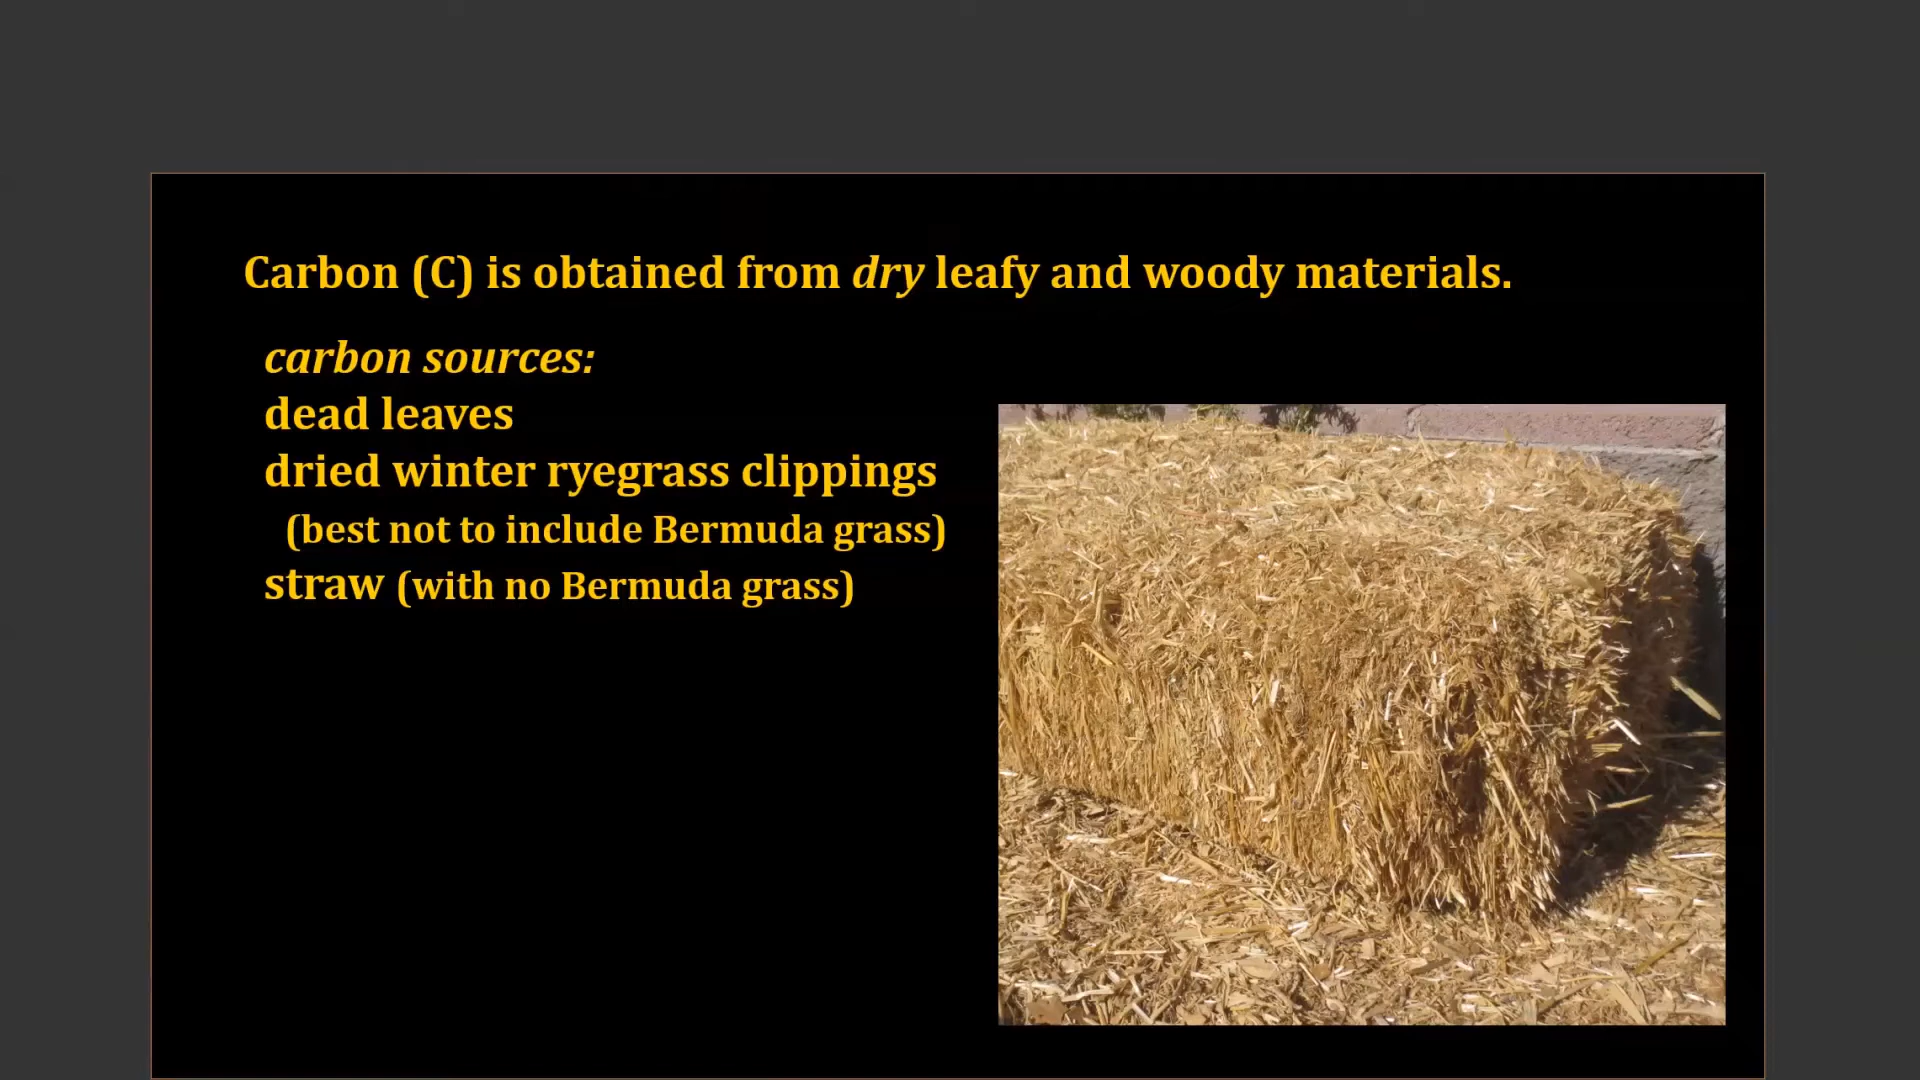 Carbon (C) is obtained from dry leafy and woody materials.
carbon sources:
dead leaves
dried winter ryegrass clippings
(best not to include Bermuda grass)
straw (with no Bermuda grass)